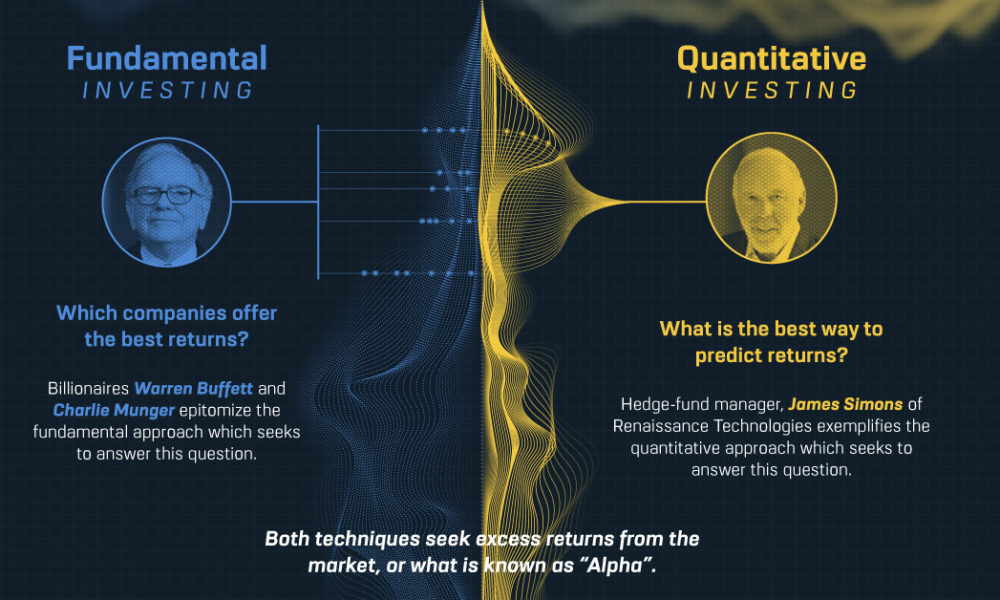 Fundamental
INVESTING
Which companies offer
the best returns?
Billionaires Warren Buffett and
Charlie Munger epitomize the
fundamental approach which seeks
to answer this question.
Quantitative
INVESTING
What is the best way to
predict returns?
Hedge-fund manager, James Simons of
Renaissance Technologies exemplifies the
quantitative approach which seeks to
answer this question.
Both techniques seek excess returns from the
market, or what is known as “Alpha”.